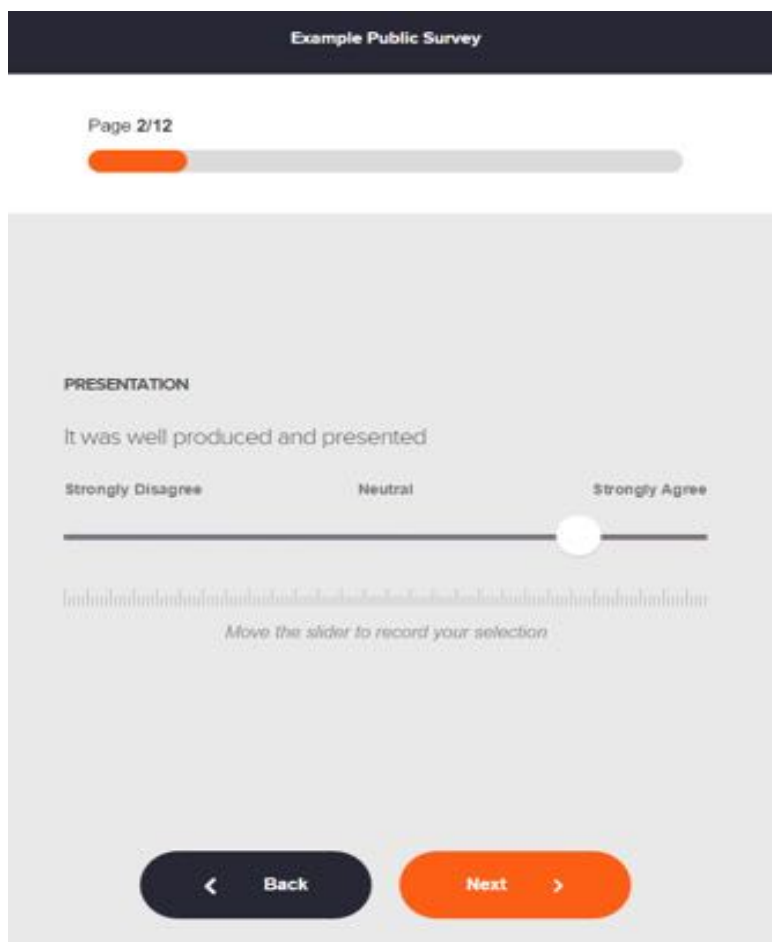 Example Public Survey
Page 2/12
PRESENTATION
It was well produced and presented
Strongly Disagree Neutral Strongly Agree
Move the slider to record your selection
Back Next